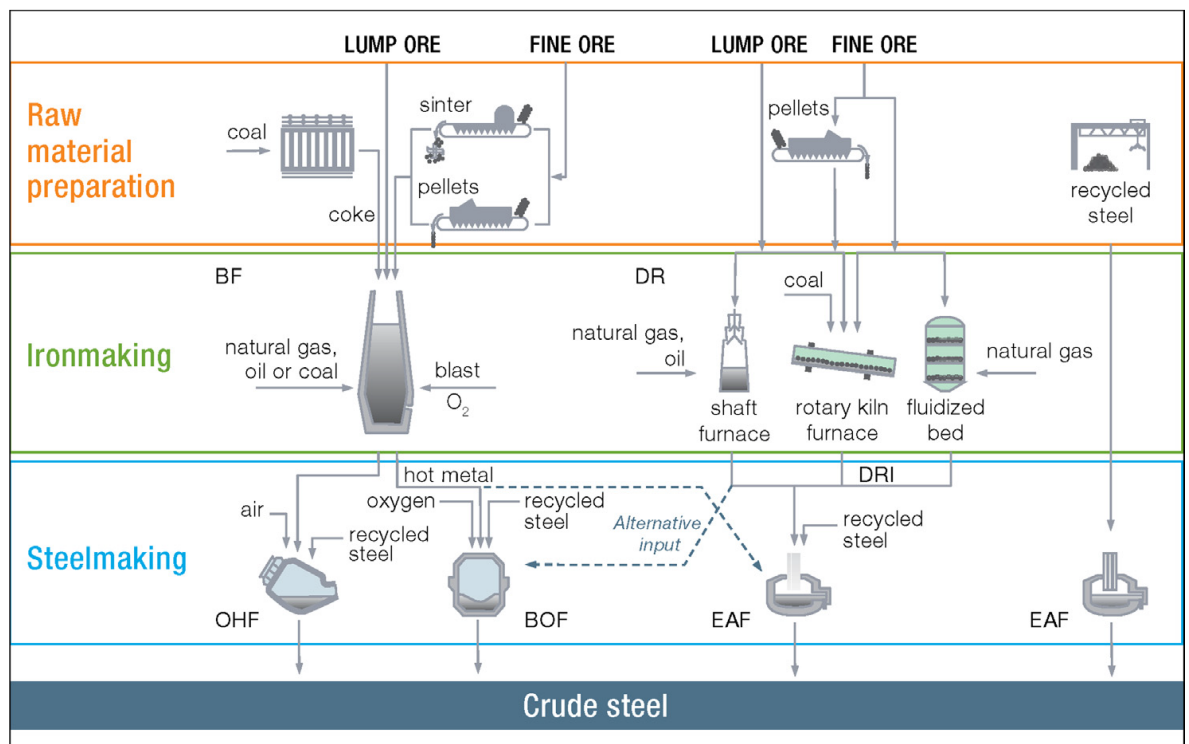 LUMP ORE
FINE ORE
LUMP ORE
FINE ORE
Raw
material
preparation
coal
sinter
pellets
coke
pellets
recycled
steel
BF
DR
Ironmaking
natural gas,
oil or coal
blast
O₂
natural gas,
oil
coal
natural gas
shaft
furnace
rotary kiln
furnace
fluidized
bed
Steelmaking
hot metal
DRI
air
oxygen
recycled
steel
recycled
steel
Alternative
input
recycled
steel
OHF
BOF
EAF
EAF
Crude steel